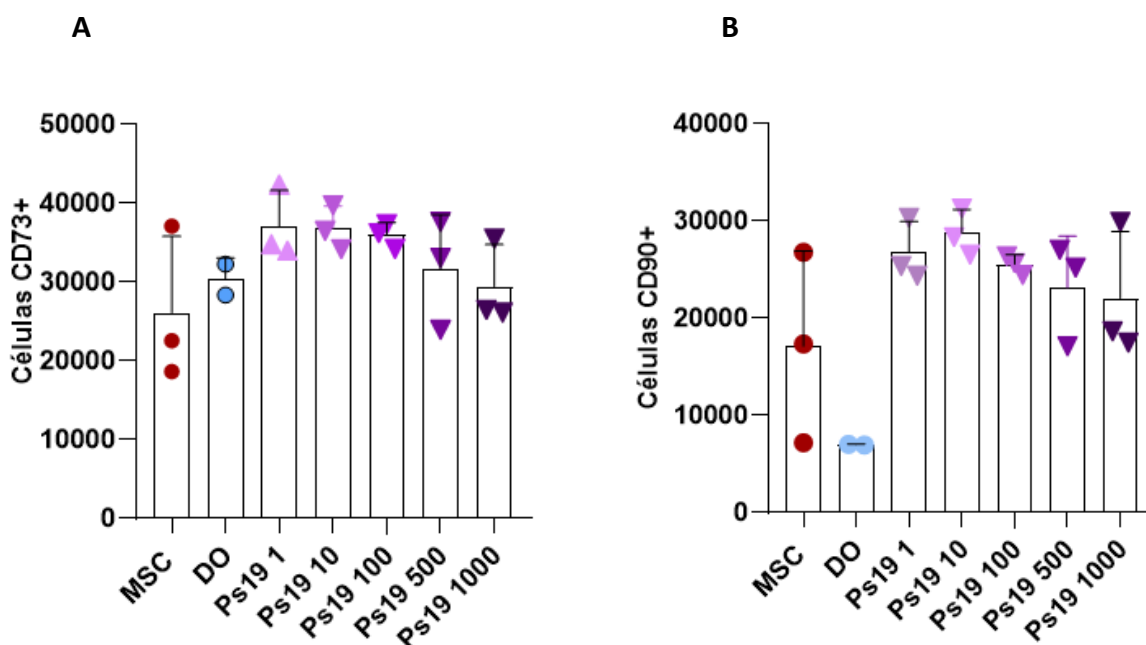 A
B
Células CD73+
50000
40000
30000
20000
10000
0
MSC
DO
Ps19 1
Ps19 10
Ps19 100
Ps19 500
Ps19 1000
Células CD90+
40000
30000
20000
10000
0
MSC
DO
Ps19 1
Ps19 10
Ps19 100
Ps19 500
Ps19 1000